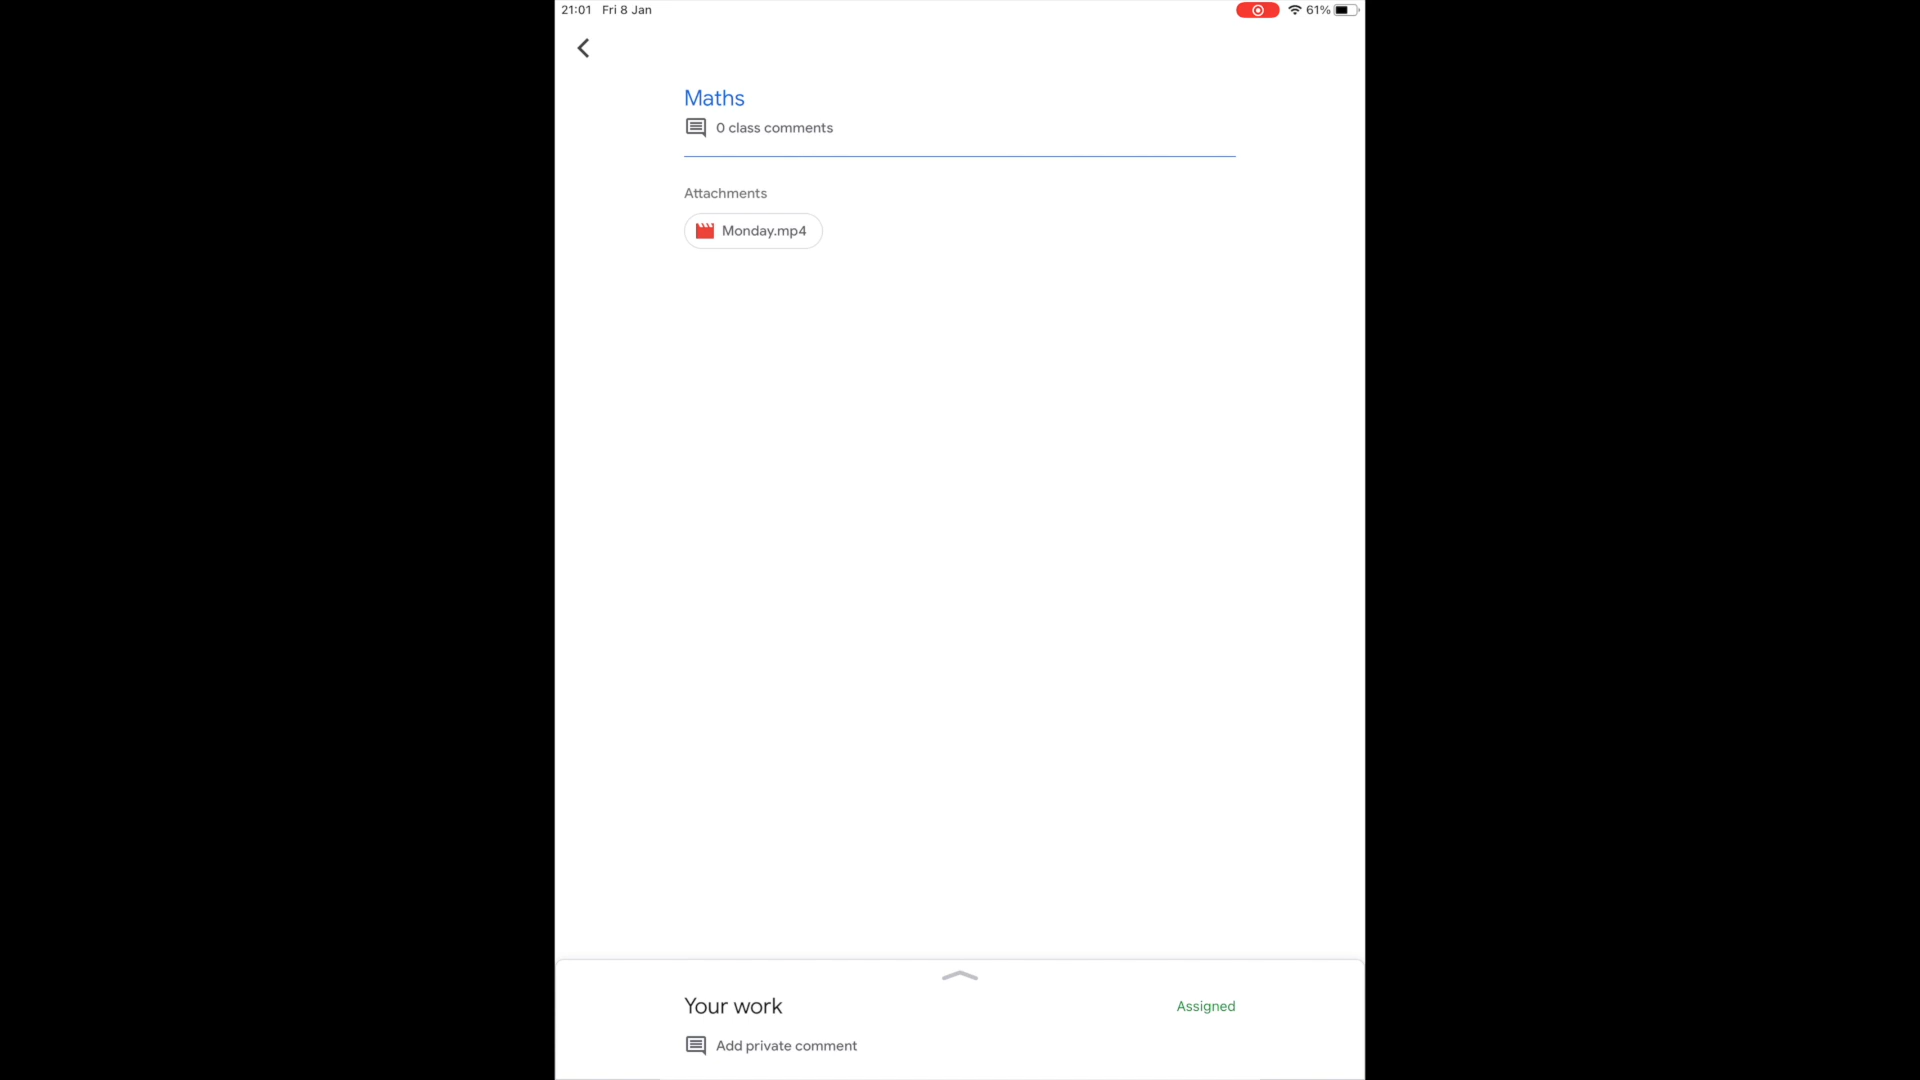 21:01 Fri 8 Jan 61%
Maths
0 class comments
Attachments
Monday.mp4
Your work Assigned
Add private comment